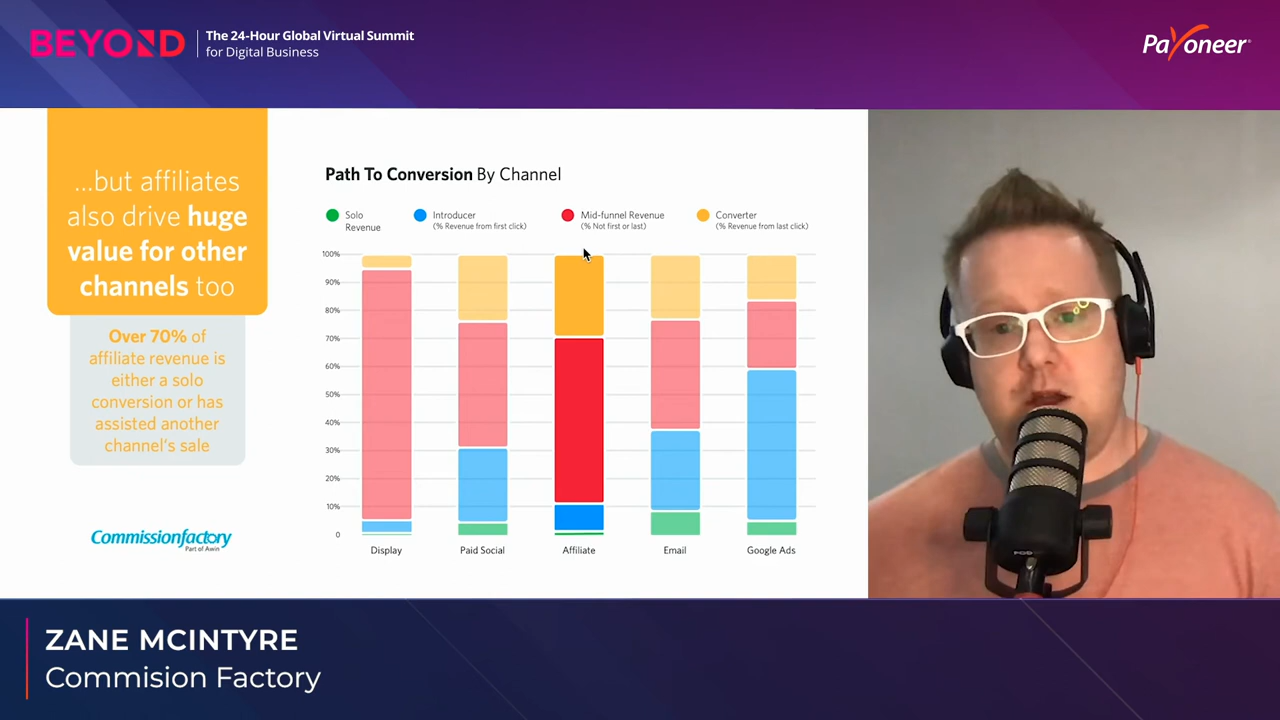 BEYOND
The 24-Hour Global Virtual Summit
for Digital Business
Payoneer
...but affiliates
also drive huge
value for other
channels too
Over 70% of
affiliate revenue is
either a solo
conversion or has
assisted another
channel's sale
Commissionfactory
Part of Awin
Path To Conversion By Channel
Solo
Revenue
Introducer
(% Revenue from first click)
Mid-funnel Revenue
(% Not first or last)
Converter
(% Revenue from last click)
100%
90%
80%
70%
60%
50%
40%
30%
20%
10%
0
Display
Paid Social
Affiliate
Email
Google Ads
ZANE MCINTYRE
Commision Factory